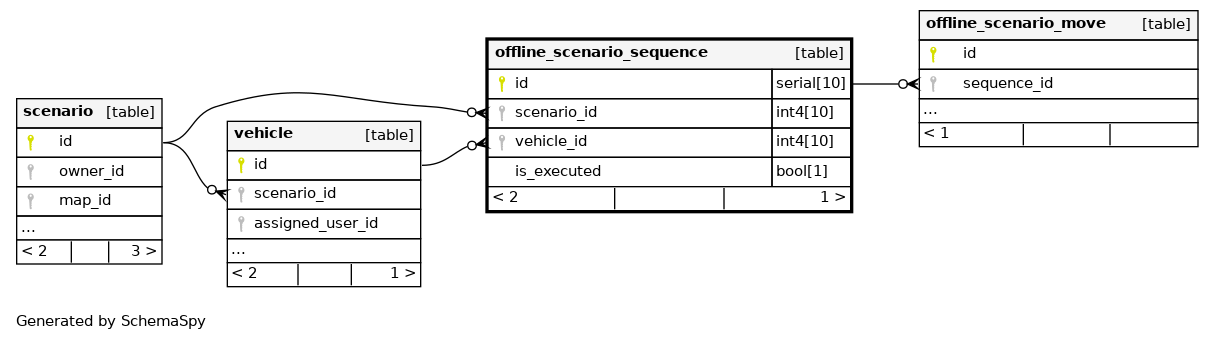 scenario [table]
id
owner_id
map_id
...
< 2 3 >
vehicle [table]
id
scenario_id
assigned_user_id
...
< 2 1 >
offline_scenario_sequence [table]
id serial[10]
scenario_id int4[10]
vehicle_id int4[10]
is_executed bool[1]
< 2 1 >
offline_scenario_move [table]
id
sequence_id
...
< 1
Generated by SchemaSpy